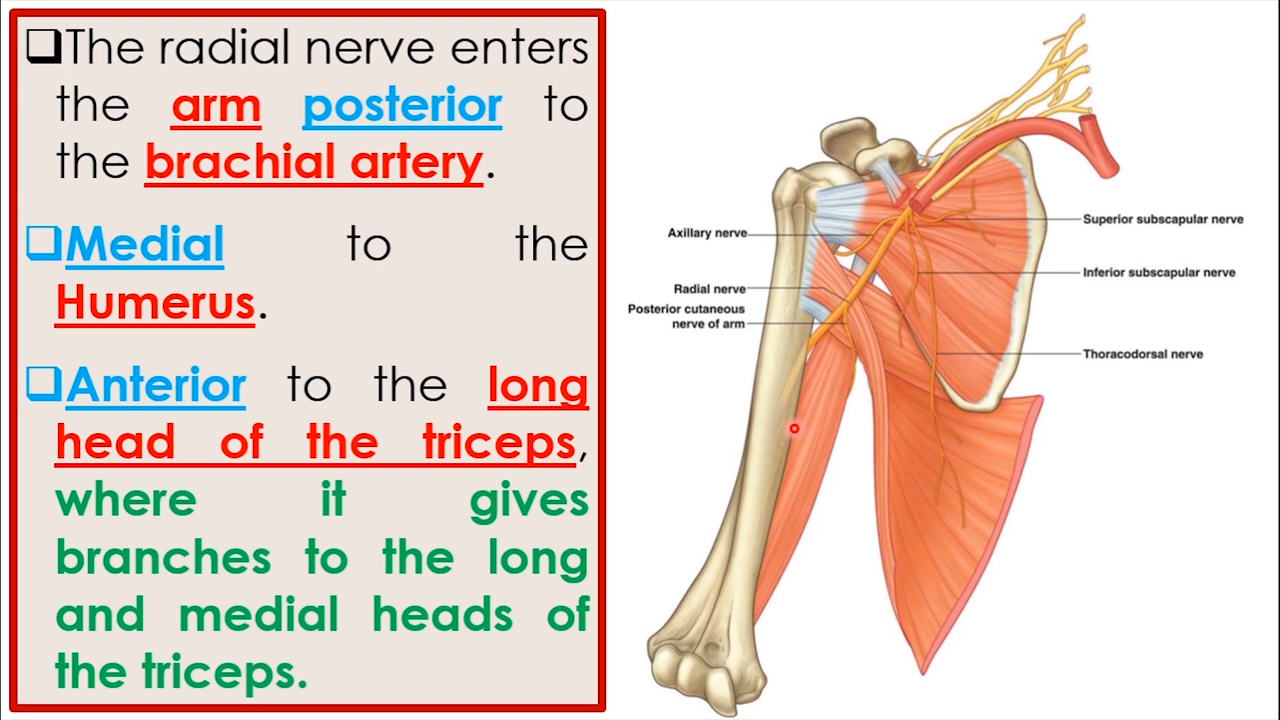 ❑The radial nerve enters
the arm posterior to
the brachial artery.
❑Medial to the
Humerus.
❑Anterior to the long
head of the triceps,
where it gives
branches to the long
and medial heads of
the triceps.
Axillary nerve
Radial nerve
Posterior cutaneous
nerve of arm
Superior subscapular nerve
Inferior subscapular nerve
Thoracodorsal nerve